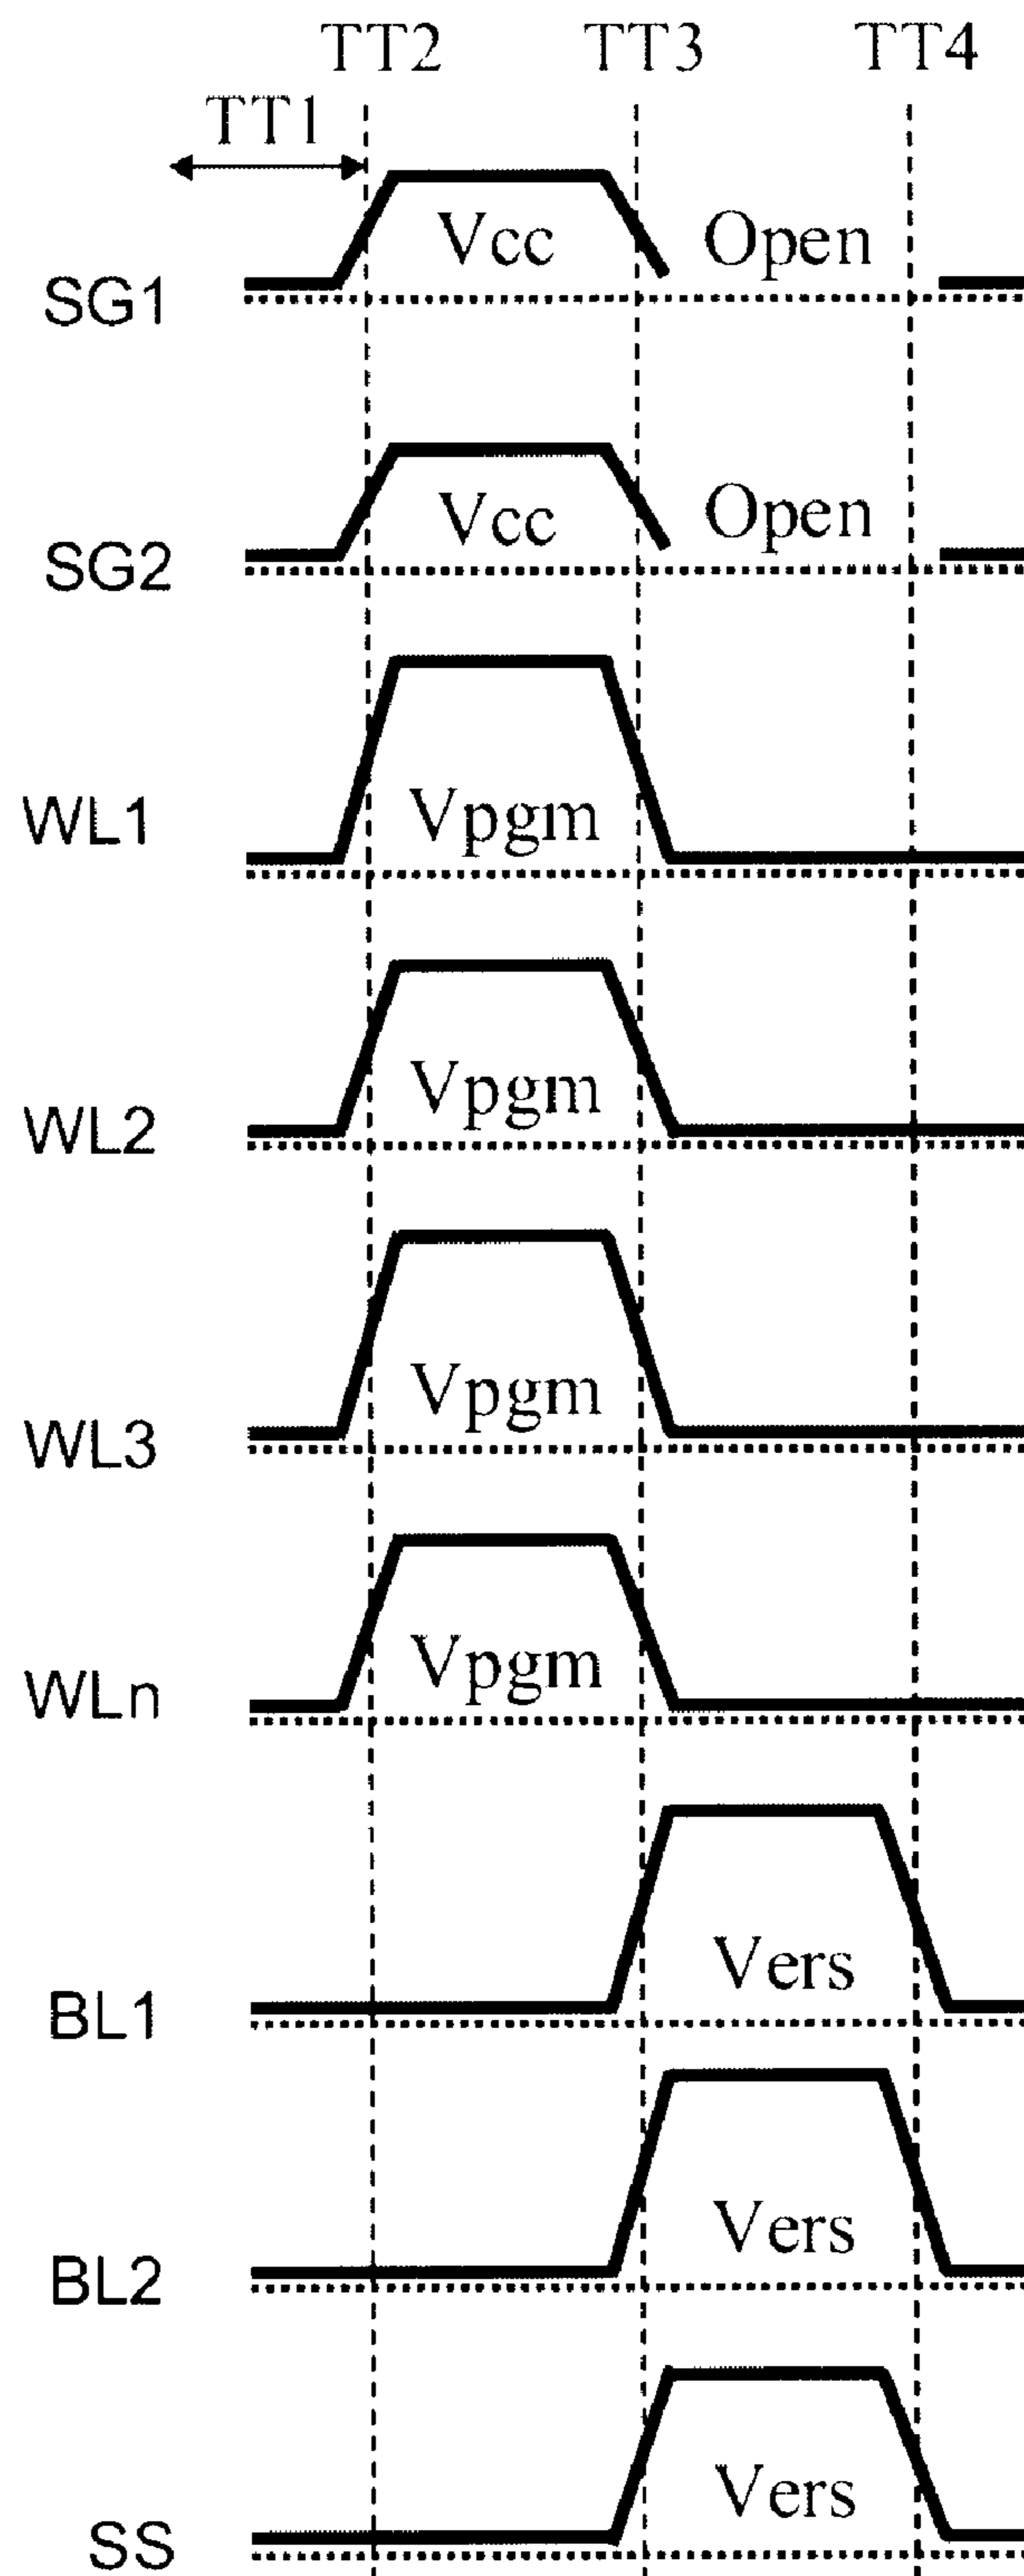 TT2 TT3 TT4
TT1
Vcc Open
SG1
Vcc Open
SG2
Vpgm
WL1
Vpgm
WL2
Vpgm
WL3
Vpgm
WLn
Vers
BL1
Vers
BL2
Vers
SS